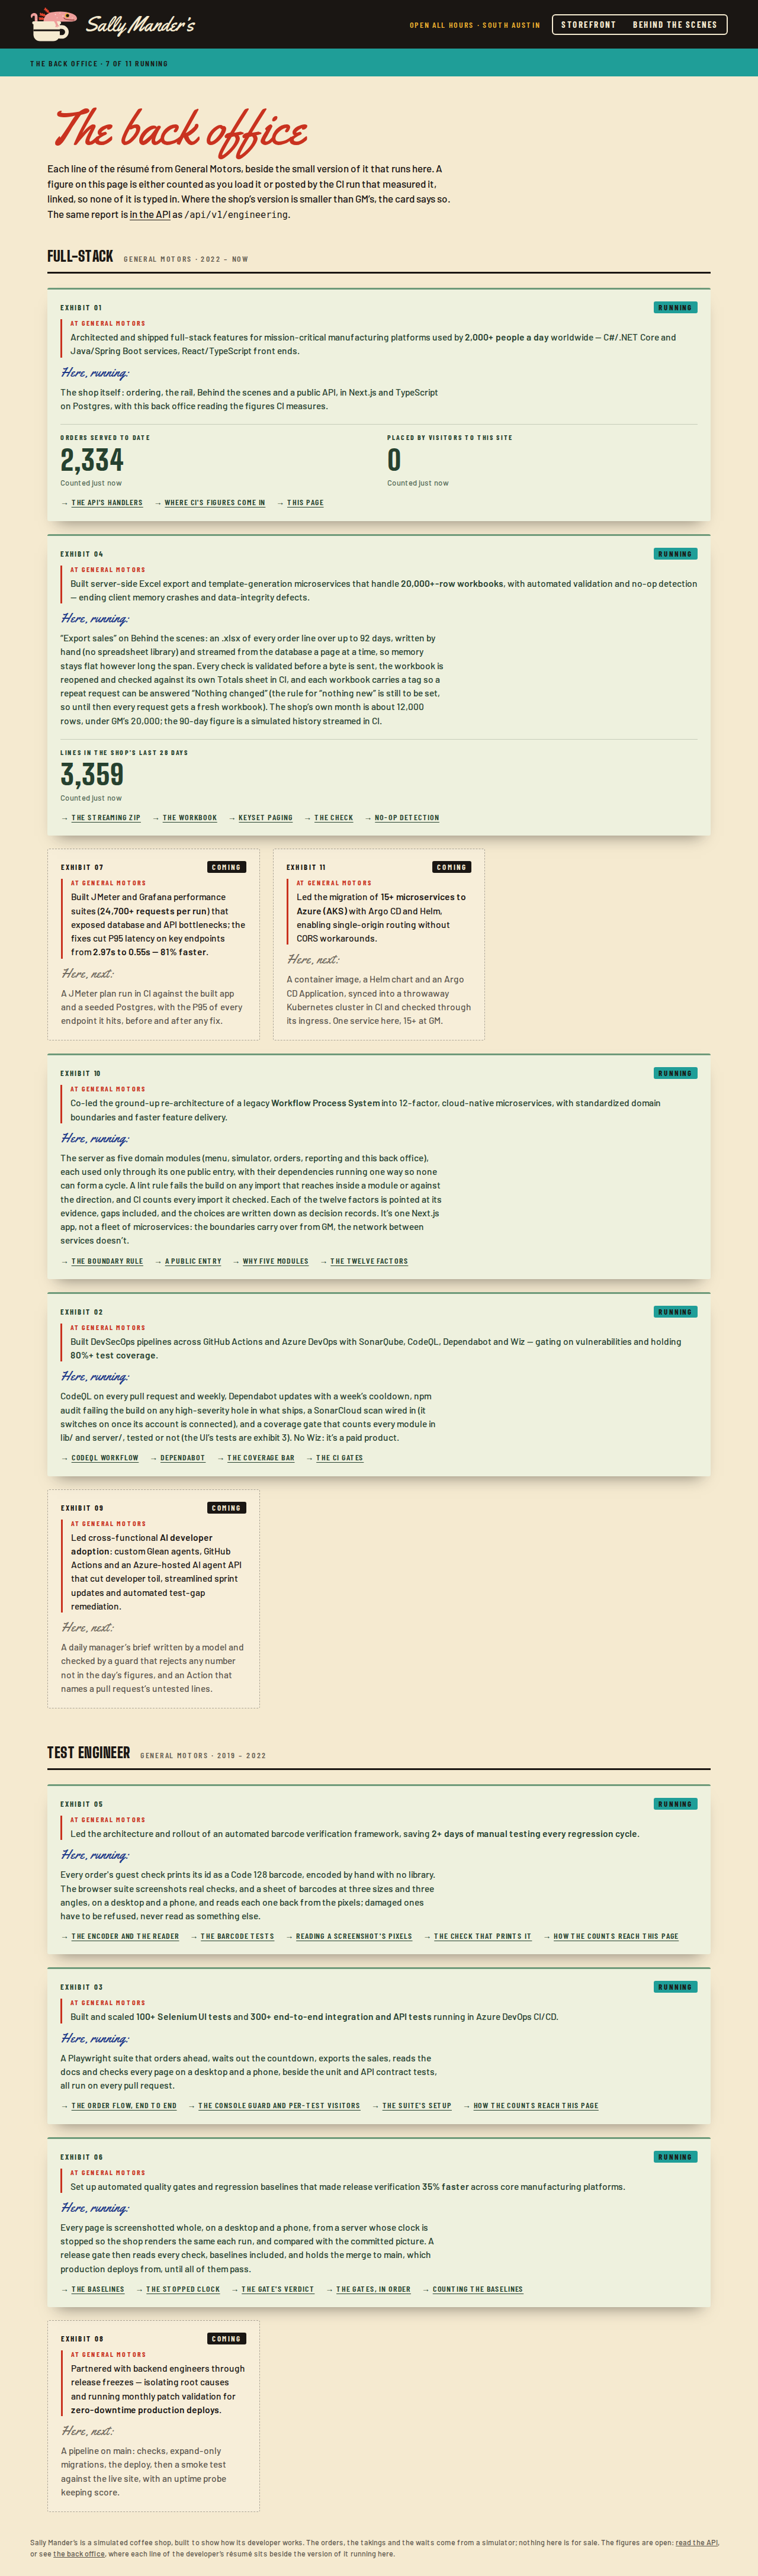 Sally Mander's
OPEN ALL HOURS · SOUTH AUSTIN
STOREFRONT
BEHIND THE SCENES
THE BACK OFFICE · 7 OF 11 RUNNING
The back office
Each line of the résumé from General Motors, beside the small version of it that runs here. A
figure on this page is either counted as you load it or posted by the CI run that measured it,
linked, so none of it is typed in. Where the shop's version is smaller than GM's, the card says so.
The same report is in the API as /api/v1/engineering.
FULL-STACK GENERAL MOTORS · 2022 – NOW
EXHIBIT 01
RUNNING
AT GENERAL MOTORS
Architected and shipped full-stack features for mission-critical manufacturing platforms used by 2,000+ people a day worldwide — C#/.NET Core and
Java/Spring Boot services, React/TypeScript front ends.
Here, running:
The shop itself: ordering, the rail, Behind the scenes and a public API, in Next.js and TypeScript
on Postgres, with this back office reading the figures CI measures.
ORDERS SERVED TO DATE
2,334
Counted just now
PLACED BY VISITORS TO THIS SITE
0
Counted just now
→ THE API'S HANDLERS → WHERE CI'S FIGURES COME IN → THIS PAGE
EXHIBIT 04
RUNNING
AT GENERAL MOTORS
Built server-side Excel export and template-generation microservices that handle 20,000+-row workbooks, with automated validation and no-op detection
— ending client memory crashes and data-integrity defects.
Here, running:
"Export sales" on Behind the scenes: an .xlsx of every order line over up to 92 days, written by
hand (no spreadsheet library) and streamed from the database a page at a time, so memory
stays flat however long the span. Every check is validated before a byte is sent, the workbook is
reopened and checked against its own Totals sheet in CI, and each workbook carries a tag so a
repeat request can be answered "Nothing changed" (the rule for "nothing new" is still to be set,
so until then every request gets a fresh workbook). The shop's own month is about 12,000
rows, under GM's 20,000; the 90-day figure is a simulated history streamed in CI.
LINES IN THE SHOP'S LAST 28 DAYS
3,359
Counted just now
→ THE STREAMING ZIP → THE WORKBOOK → KEYSET PAGING → THE CHECK → NO-OP DETECTION
EXHIBIT 07
COMING
AT GENERAL MOTORS
Built JMeter and Grafana performance
suites (24,700+ requests per run) that
exposed database and API bottlenecks; the
fixes cut P95 latency on key endpoints
from 2.97s to 0.55s — 81% faster.
Here, next:
A JMeter plan run in CI against the built app
and a seeded Postgres, with the P95 of every
endpoint it hits, before and after any fix.
EXHIBIT 11
COMING
AT GENERAL MOTORS
Led the migration of 15+ microservices to
Azure (AKS) with Argo CD and Helm,
enabling single-origin routing without
CORS workarounds.
Here, next:
A container image, a Helm chart and an Argo
CD Application, synced into a throwaway
Kubernetes cluster in CI and checked through
its ingress. One service here, 15+ at GM.
EXHIBIT 10
RUNNING
AT GENERAL MOTORS
Co-led the ground-up re-architecture of a legacy Workflow Process System into 12-factor, cloud-native microservices, with standardized domain
boundaries and faster feature delivery.
Here, running:
The server as five domain modules (menu, simulator, orders, reporting and this back office),
each used only through its one public entry, with their dependencies running one way so none
can form a cycle. A lint rule fails the build on any import that reaches inside a module or against
the direction, and CI counts every import it checked. Each of the twelve factors is pointed at its
evidence, gaps included, and the choices are written down as decision records. It's one Next.js
app, not a fleet of microservices: the boundaries carry over from GM, the network between
services doesn't.
→ THE BOUNDARY RULE → A PUBLIC ENTRY → WHY FIVE MODULES → THE TWELVE FACTORS
EXHIBIT 02
RUNNING
AT GENERAL MOTORS
Built DevSecOps pipelines across GitHub Actions and Azure DevOps with SonarQube, CodeQL, Dependabot and Wiz — gating on vulnerabilities and holding
80%+ test coverage.
Here, running:
CodeQL on every pull request and weekly, Dependabot updates with a week's cooldown, npm
audit failing the build on any high-severity hole in what ships, a SonarCloud scan wired in (it
switches on once its account is connected), and a coverage gate that counts every module in
lib/ and server/, tested or not (the UI's tests are exhibit 3). No Wiz: it's a paid product.
→ CODEQL WORKFLOW → DEPENDABOT → THE COVERAGE BAR → THE CI GATES
EXHIBIT 09
COMING
AT GENERAL MOTORS
Led cross-functional AI developer
adoption: custom Glean agents, GitHub
Actions and an Azure-hosted AI agent API
that cut developer toil, streamlined sprint
updates and automated test-gap
remediation.
Here, next:
A daily manager's brief written by a model and
checked by a guard that rejects any number
not in the day's figures, and an Action that
names a pull request's untested lines.
TEST ENGINEER GENERAL MOTORS · 2019 – 2022
EXHIBIT 05
RUNNING
AT GENERAL MOTORS
Led the architecture and rollout of an automated barcode verification framework, saving 2+ days of manual testing every regression cycle.
Here, running:
Every order's guest check prints its id as a Code 128 barcode, encoded by hand with no library.
The browser suite screenshots real checks, and a sheet of barcodes at three sizes and three
angles, on a desktop and a phone, and reads each one back from the pixels; damaged ones
have to be refused, never read as something else.
→ THE ENCODER AND THE READER → THE BARCODE TESTS → READING A SCREENSHOT'S PIXELS → THE CHECK THAT PRINTS IT → HOW THE COUNTS REACH THIS PAGE
EXHIBIT 03
RUNNING
AT GENERAL MOTORS
Built and scaled 100+ Selenium UI tests and 300+ end-to-end integration and API tests running in Azure DevOps CI/CD.
Here, running:
A Playwright suite that orders ahead, waits out the countdown, exports the sales, reads the
docs and checks every page on a desktop and a phone, beside the unit and API contract tests,
all run on every pull request.
→ THE ORDER FLOW, END TO END → THE CONSOLE GUARD AND PER-TEST VISITORS → THE SUITE'S SETUP → HOW THE COUNTS REACH THIS PAGE
EXHIBIT 06
RUNNING
AT GENERAL MOTORS
Set up automated quality gates and regression baselines that made release verification 35% faster across core manufacturing platforms.
Here, running:
Every page is screenshotted whole, on a desktop and a phone, from a server whose clock is
stopped so the shop renders the same each run, and compared with the committed picture. A
release gate then reads every check, baselines included, and holds the merge to main, which
production deploys from, until all of them pass.
→ THE BASELINES → THE STOPPED CLOCK → THE GATE'S VERDICT → THE GATES, IN ORDER → COUNTING THE BASELINES
EXHIBIT 08
COMING
AT GENERAL MOTORS
Partnered with backend engineers through
release freezes — isolating root causes
and running monthly patch validation for
zero-downtime production deploys.
Here, next:
A pipeline on main: checks, expand-only
migrations, the deploy, then a smoke test
against the live site, with an uptime probe
keeping score.
Sally Mander's is a simulated coffee shop, built to show how its developer works. The orders, the takings and the waits come from a simulator; nothing here is for sale. The figures are open: read the API,
or see the back office, where each line of the developer's résumé sits beside the version of it running here.